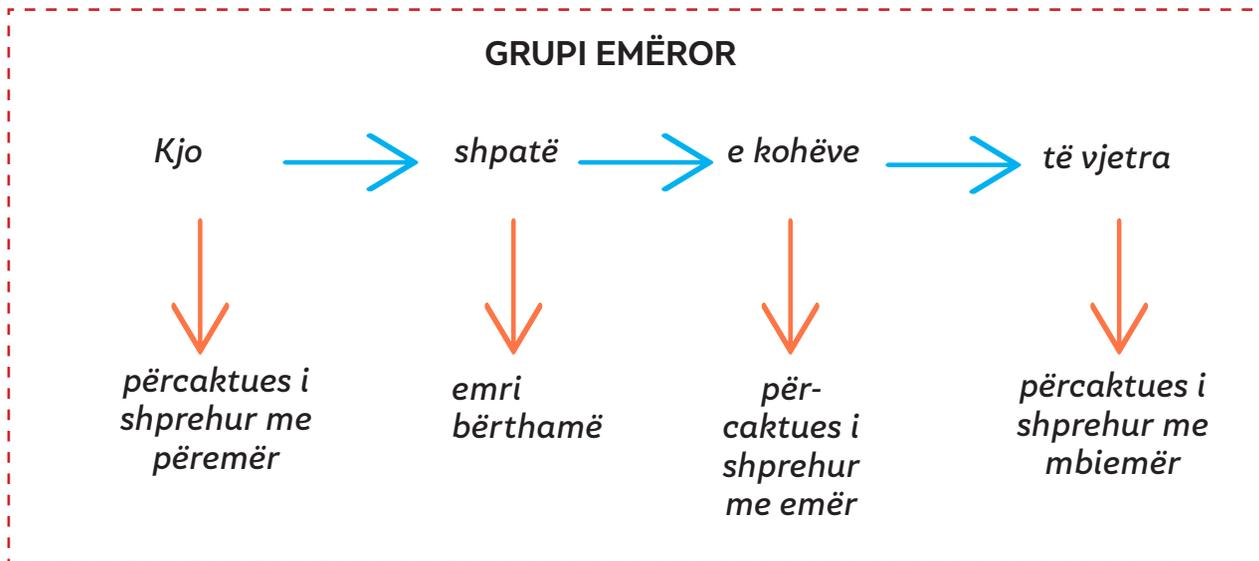 GRUPI EMËROR
Kjo shpatë e kohëve të vjetra
përcaktues i
shprehur me
përemër
emri
bërthamë
për-
caktues i
shprehur
me emër
përcaktues i
shprehur me
mbiemër